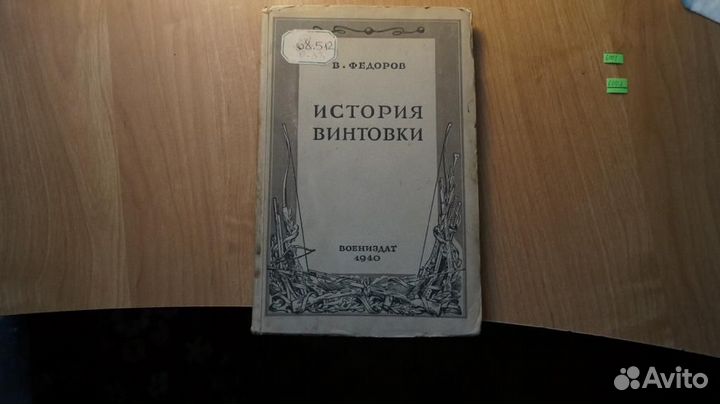 68.512
В. ФЕДОРОВ
ИСТОРИЯ
ВИНТОВКИ
ВОЕНИЗДАТ
1940
Avito